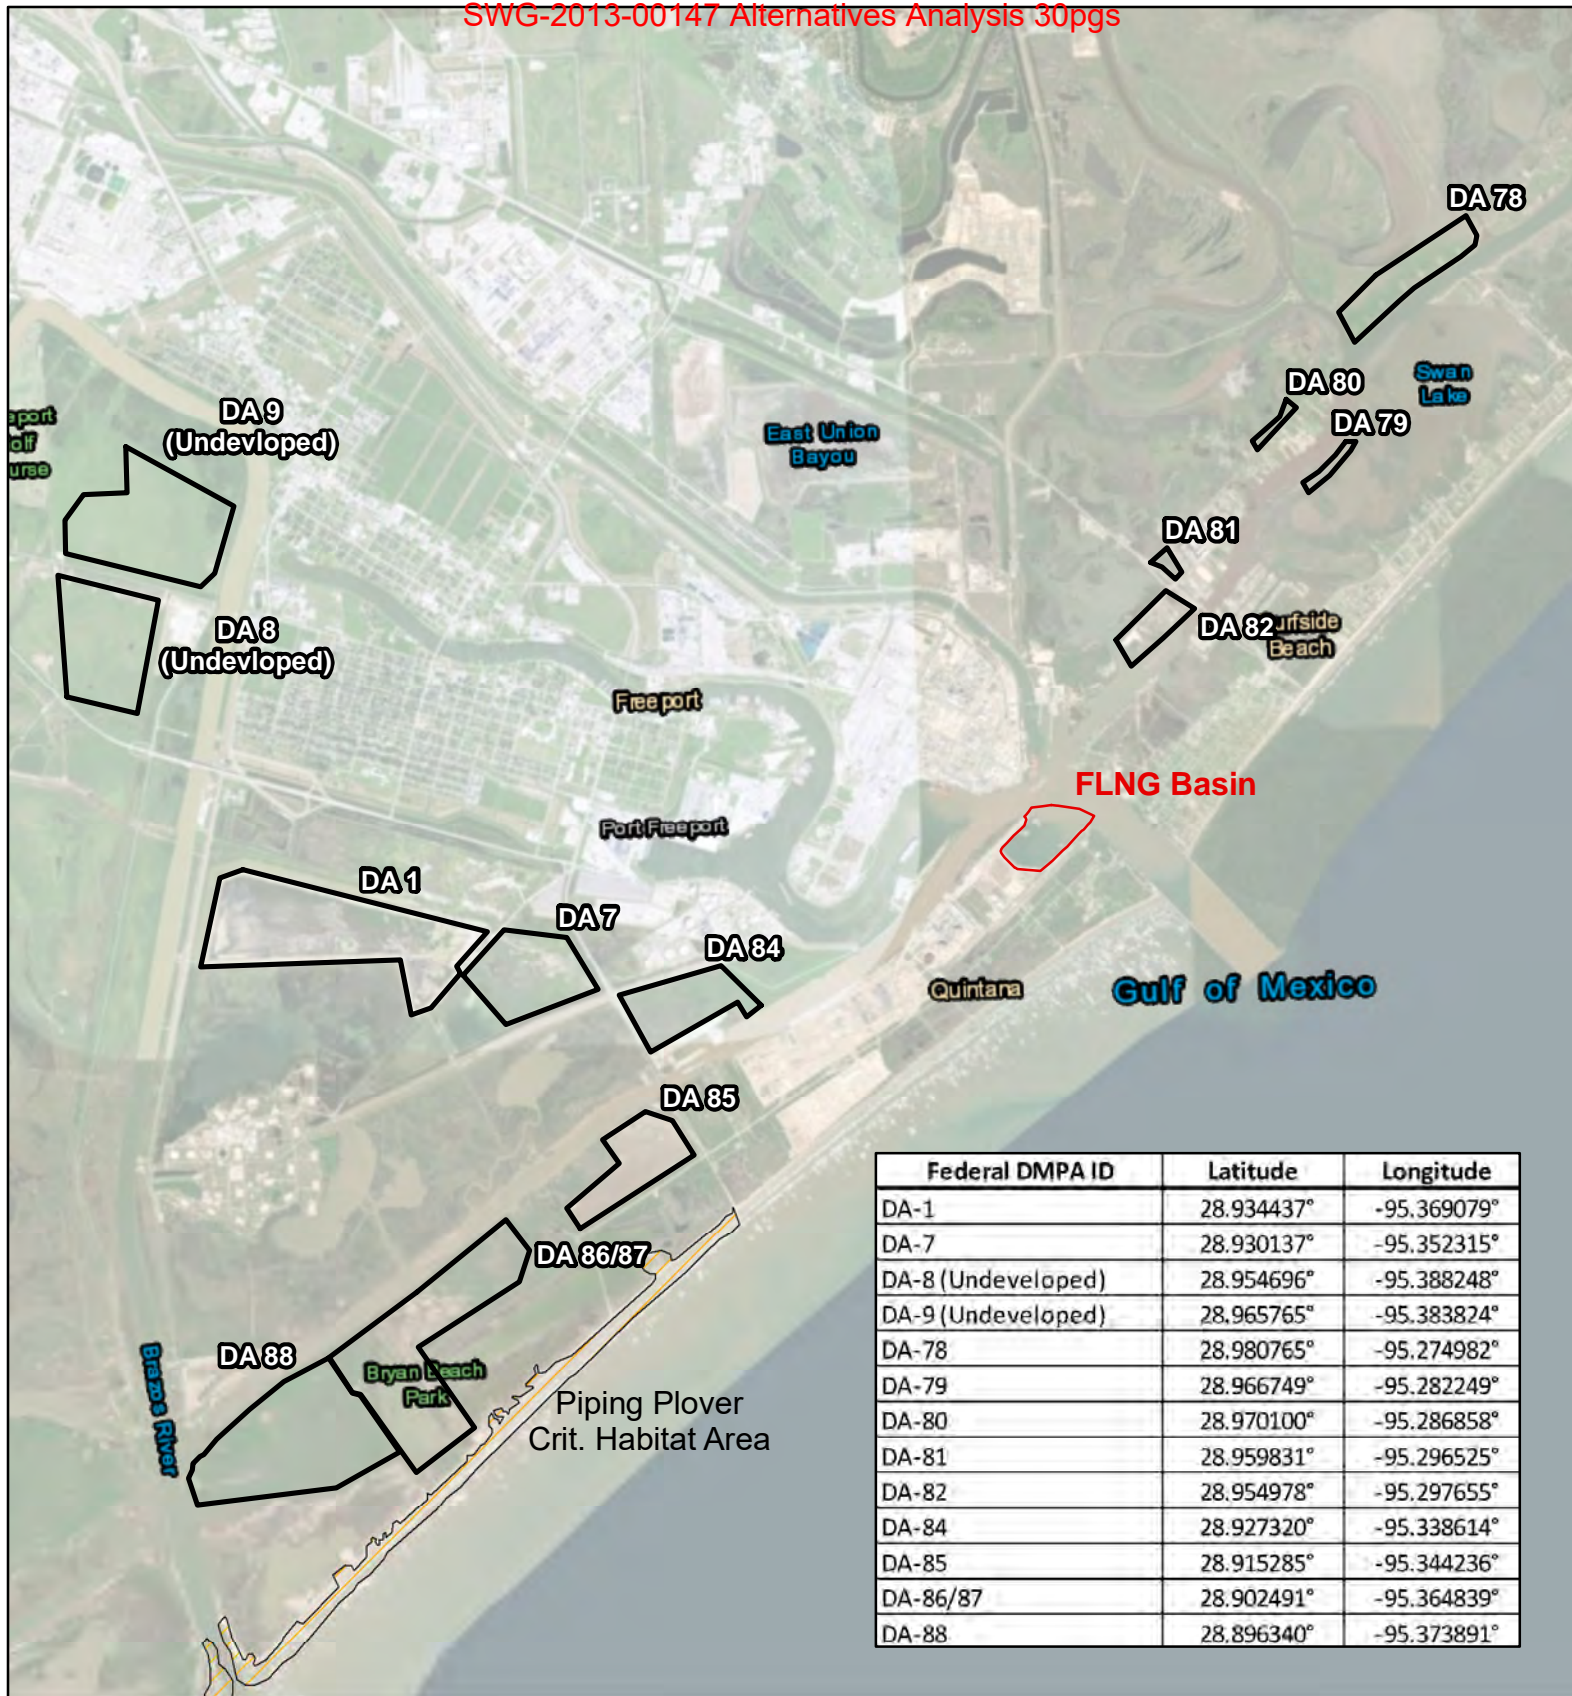 SWG-2013-00147 Alternatives Analysis 30pgs
DA 78
Swan
Lake
DA 80
DA 79
DA 9
(Undevloped)
eport
olf
urse
East Union
Bayou
DA 81
DA 8
(Undevloped)
DA 82
urfside
Beach
Freeport
FLNG Basin
Port Freeport
DA 1
DA 7
DA 84
Quintana
Gulf of Mexico
DA 85
DA 86/87
DA 88
Bryan Beach
Park
Brazos River
Piping Plover
Crit. Habitat Area
Federal DMPA ID Latitude Longitude
DA-1 28.934437° -95.369079°
DA-7 28.930137° -95.352315°
DA-8 (Undeveloped) 28.954696° -95.388248°
DA-9 (Undeveloped) 28.965765° -95.383824°
DA-78 28.980765° -95.274982°
DA-79 28.966749° -95.282249°
DA-80 28.970100° -95.286858°
DA-81 28.959831° -95.296525°
DA-82 28.954978° -95.297655°
DA-84 28.927320° -95.338614°
DA-85 28.915285° -95.344236°
DA-86/87 28.902491° -95.364839°
DA-88 28.896340° -95.373891°